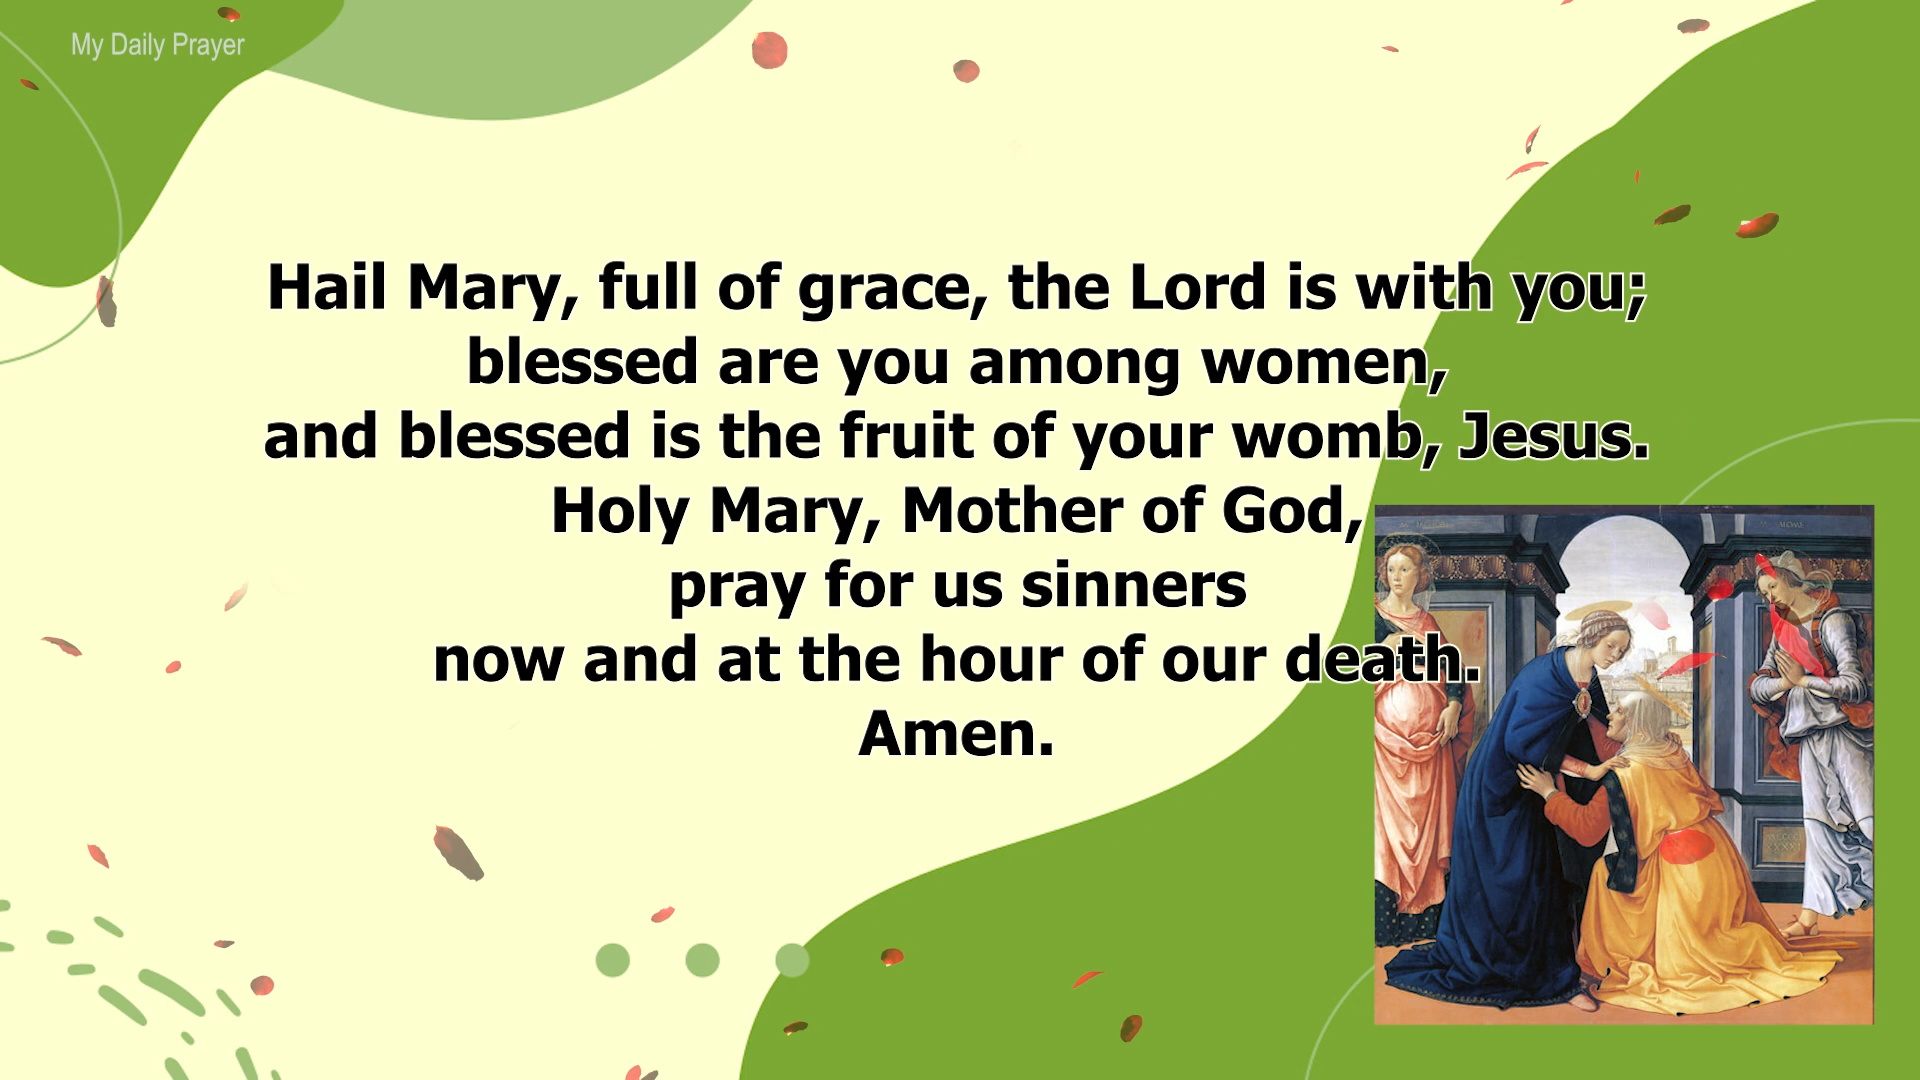 My Daily Prayer
Hail Mary, full of grace, the Lord is with you;
blessed are you among women,
and blessed is the fruit of your womb, Jesus.
Holy Mary, Mother of God,
pray for us sinners
now and at the hour of our death.
Amen.